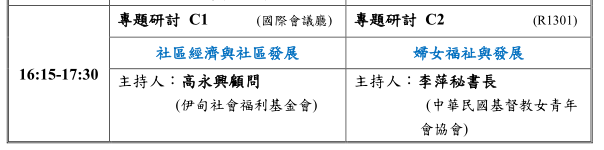 16:15-17:30
專題研討 C1 (國際會議廳)
社區經濟與社區發展
主持人：高永興顧問
(伊甸社會福利基金會)
專題研討 C2 (R1301)
婦女福祉與發展
主持人：李萍秘書長
(中華民國基督教女青年
會協會)